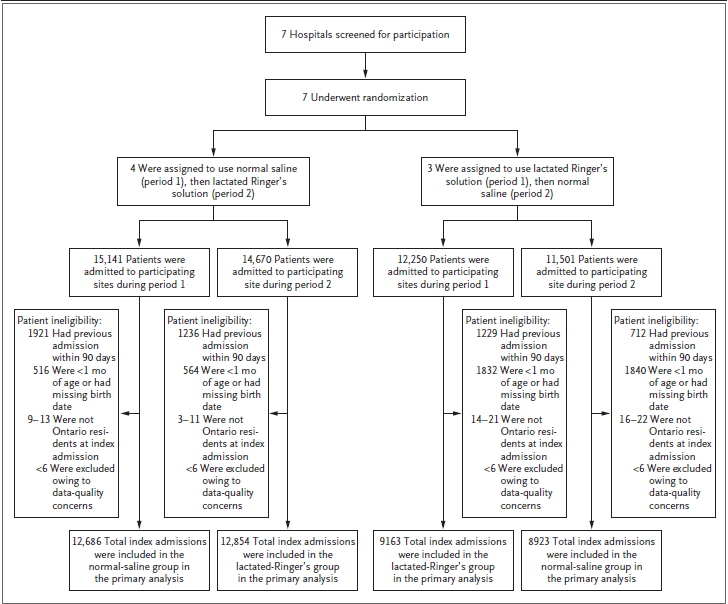 7 Hospitals screened for participation
7 Underwent randomization
4 Were assigned to use normal saline
(period 1), then lactated Ringer's
solution (period 2)
3 Were assigned to use lactated Ringer's
solution (period 1), then normal
saline (period 2)
15,141 Patients were
admitted to participating
sites during period 1
14,670 Patients were
admitted to participating
site during period 2
12,250 Patients were
admitted to participating
sites during period 1
11,501 Patients were
admitted to participating
site during period 2
Patient ineligibility:
1921 Had previous
admission
within 90 days
516 Were <1 mo
of age or had
missing birth
date
9–13 Were not
Ontario resi-
dents at index
admission
<6 Were excluded
owing to
data-quality
concerns
Patient ineligibility:
1236 Had previous
admission
within 90 days
564 Were <1 mo
of age or had
missing birth
date
3–11 Were not
Ontario resi-
dents at index
admission
<6 Were excluded
owing to
data-quality
concerns
Patient ineligibility:
1229 Had previous
admission
within 90 days
1832 Were <1 mo
of age or had
missing birth
date
14–21 Were not
Ontario resi-
dents at index
admission
<6 Were excluded
owing to
data-quality
concerns
Patient ineligibility:
712 Had previous
admission
within 90 days
1840 Were <1 mo
of age or had
missing birth
date
16–22 Were not
Ontario resi-
dents at index
admission
<6 Were excluded
owing to
data-quality
concerns
12,686 Total index admissions
were included in the
normal-saline group in
the primary analysis
12,854 Total index admissions
were included in the
lactated-Ringer's group
in the primary analysis
9163 Total index admissions
were included in the
lactated-Ringer's group
in the primary analysis
8923 Total index admissions
were included in the
normal-saline group in
the primary analysis